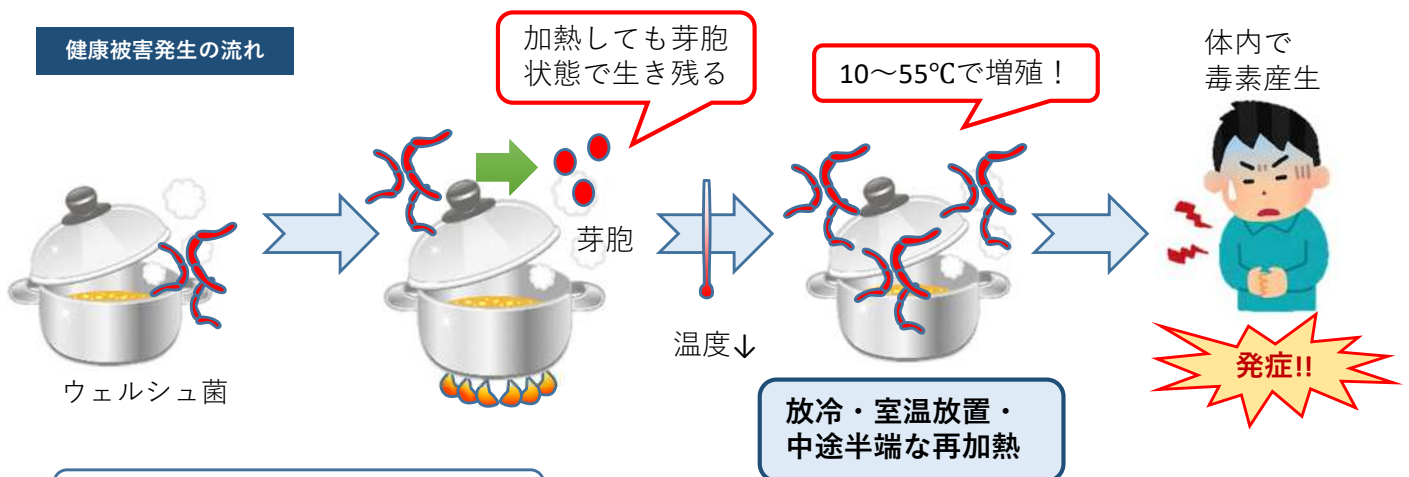 健康被害発生の流れ
加熱しても芽胞
状態で生き残る
10～55℃で増殖！
体内で
毒素産生
芽胞
温度↓
ウェルシュ菌
放冷・室温放置・
中途半端な再加熱
発症!!